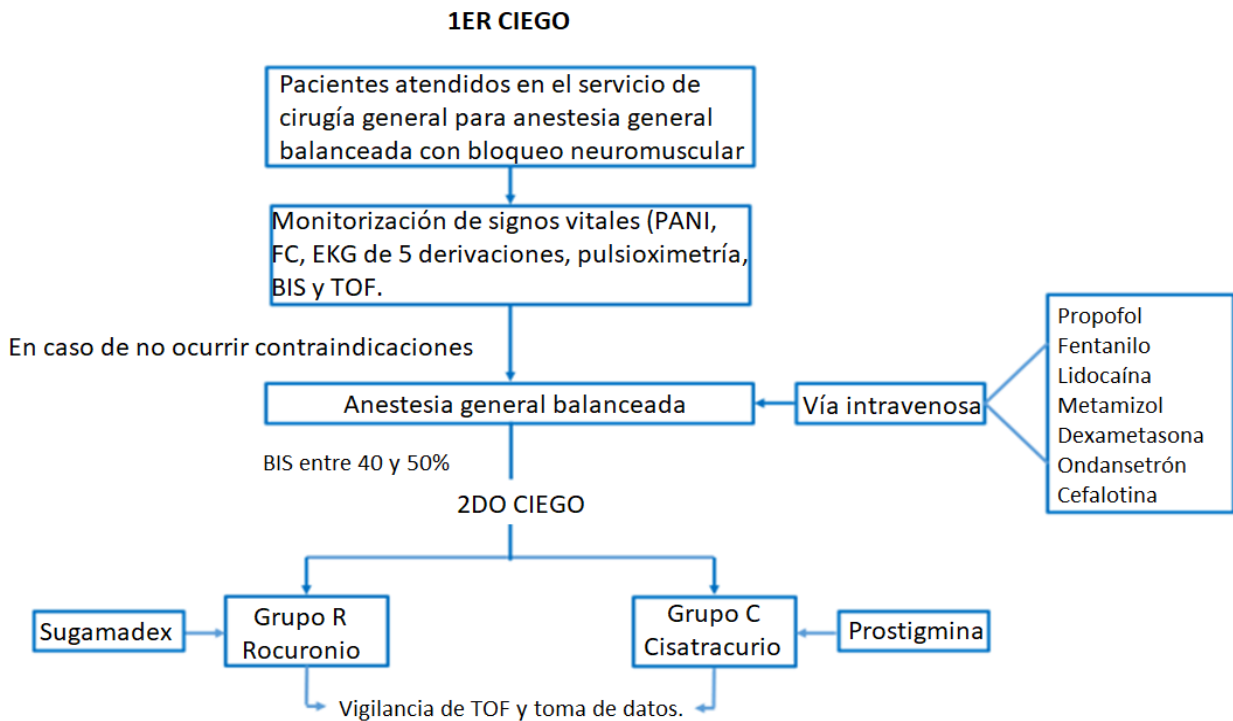 1ER CIEGO
Pacientes atendidos en el servicio de
cirugía general para anestesia general
balanceada con bloqueo neuromuscular
Monitorización de signos vitales (PANI,
FC, EKG de 5 derivaciones, pulsioximetría,
BIS y TOF.
En caso de no ocurrir contraindicaciones
Anestesia general balanceada
Vía intravenosa
Propofol
Fentanilo
Lidocaína
Metamizol
Dexametasona
Ondansetrón
Cefalotina
BIS entre 40 y 50%
2DO CIEGO
Sugamadex
Grupo R
Rocuronio
Grupo C
Cisatracurio
Prostigmina
Vigilancia de TOF y toma de datos.